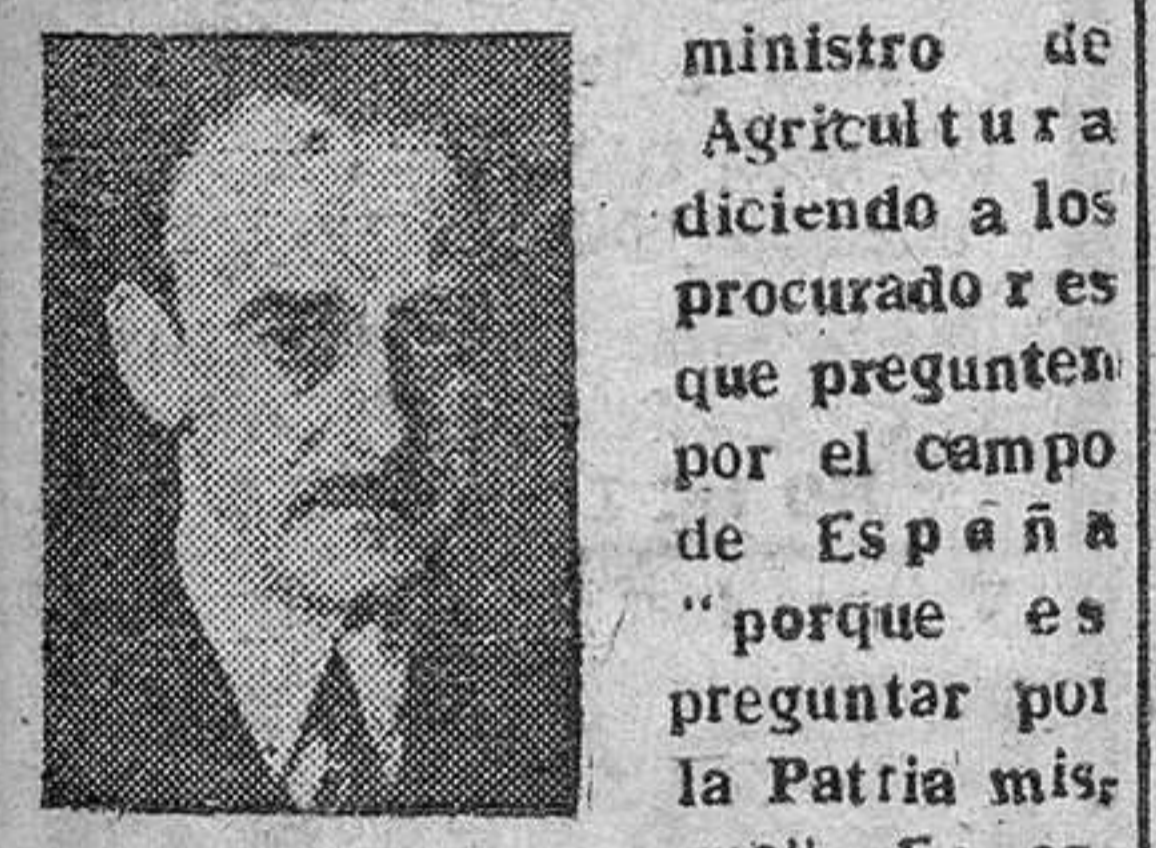 ministro de
Agricultura
diciendo a los
procuradores
que pregunten
por el campo
de España
"porque es
preguntar por
la Patria mis-